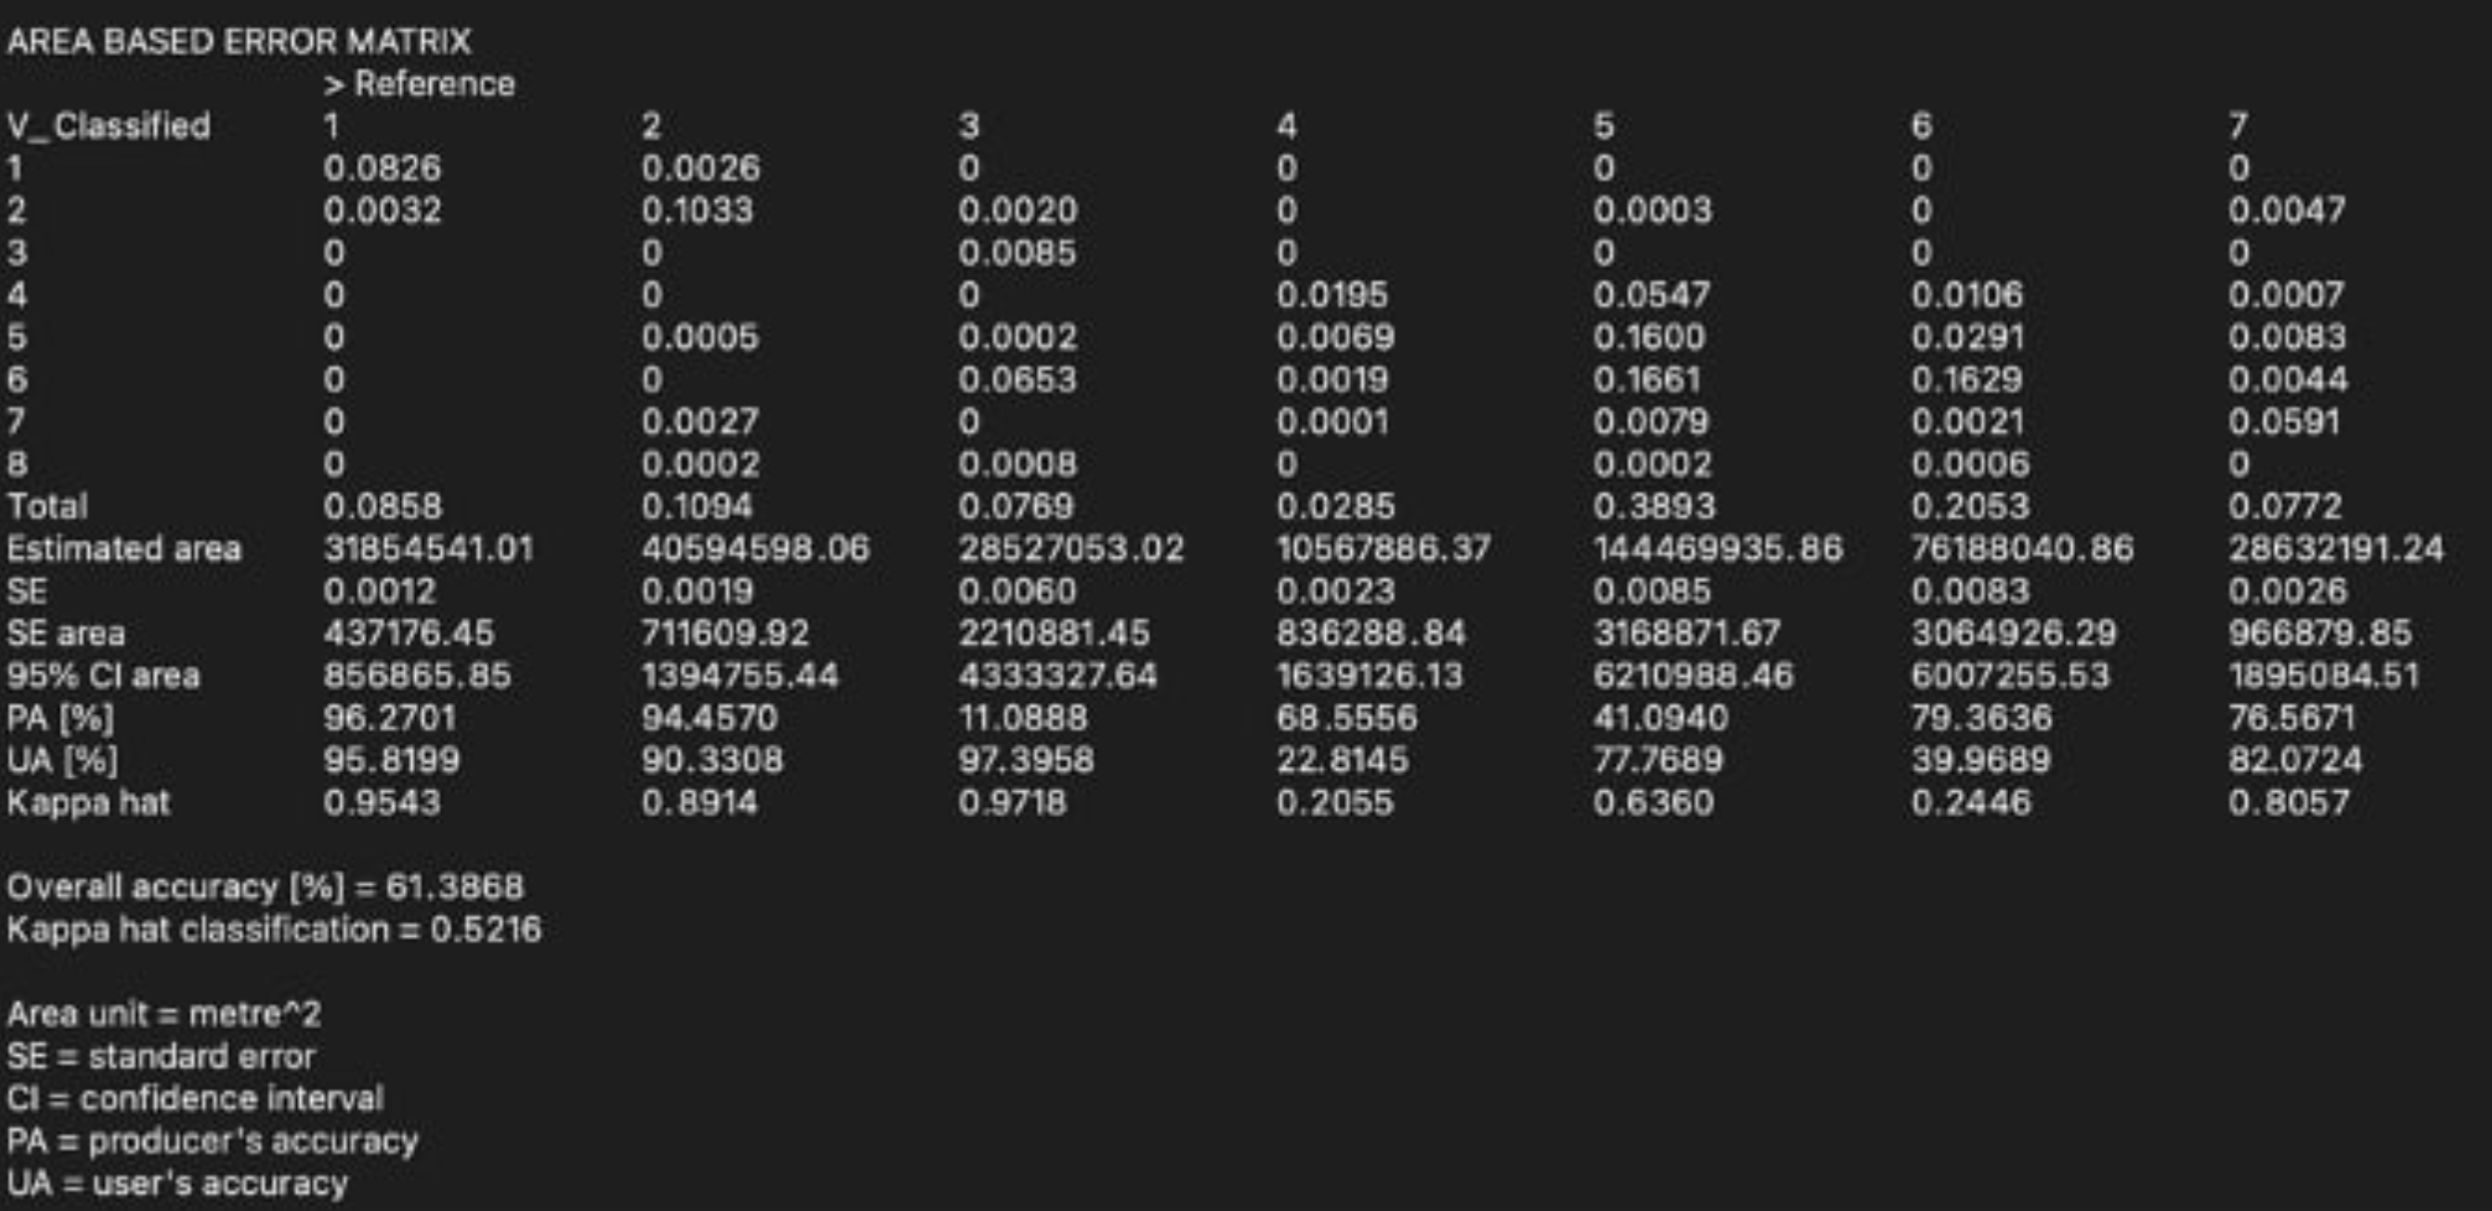 AREA BASED ERROR MATRIX
> Reference
V_Classified 1 2 3 4 5 6 7
1 0.0826 0.0026 0 0 0 0 0
2 0.0032 0.1033 0.0020 0 0.0003 0 0.0047
3 0 0 0.0085 0 0 0 0
4 0 0 0 0.0195 0.0547 0.0106 0.0007
5 0 0.0005 0.0002 0.0069 0.1600 0.0291 0.0083
6 0 0 0.0653 0.0019 0.1661 0.1629 0.0044
7 0 0.0027 0 0.0001 0.0079 0.0021 0.0591
8 0 0.0002 0.0008 0 0.0002 0.0006 0
Total 0.0858 0.1094 0.0769 0.0285 0.3893 0.2053 0.0772
Estimated area 31854541.01 40594598.06 28527053.02 10567886.37 144469935.86 76188040.86 28632191.24
SE 0.0012 0.0019 0.0060 0.0023 0.0085 0.0083 0.0026
SE area 437176.45 711609.92 2210881.45 836288.84 3168871.67 3064926.29 966879.85
95% CI area 856865.85 1394755.44 4333327.64 1639126.13 6210988.46 6007255.53 1895084.51
PA [%] 96.2701 94.4570 11.0888 68.5556 41.0940 79.3636 76.5671
UA [%] 95.8199 90.3308 97.3958 22.8145 77.7689 39.9689 82.0724
Kappa hat 0.9543 0.8914 0.9718 0.2055 0.6360 0.2446 0.8057
Overall accuracy [%] = 61.3868
Kappa hat classification = 0.5216
Area unit = metre^2
SE = standard error
CI = confidence interval
PA = producer's accuracy
UA = user's accuracy